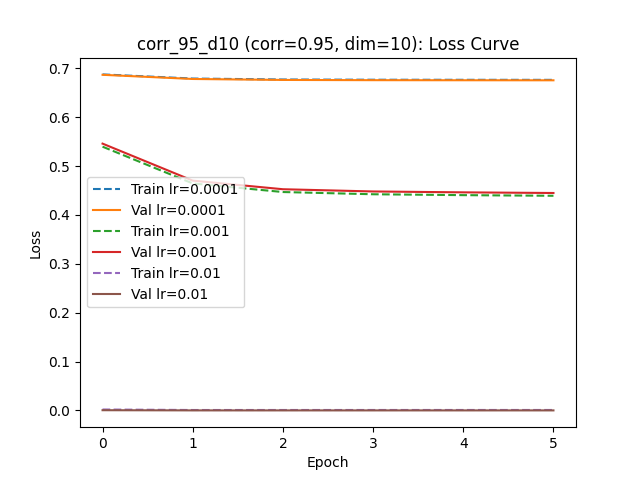 corr_95_d10 (corr=0.95, dim=10): Loss Curve
0.7
0.6
0.5
0.4
0.3
0.2
0.1
0.0
Loss
Train lr=0.0001
Val lr=0.0001
Train lr=0.001
Val lr=0.001
Train lr=0.01
Val lr=0.01
0 1 2 3 4 5
Epoch